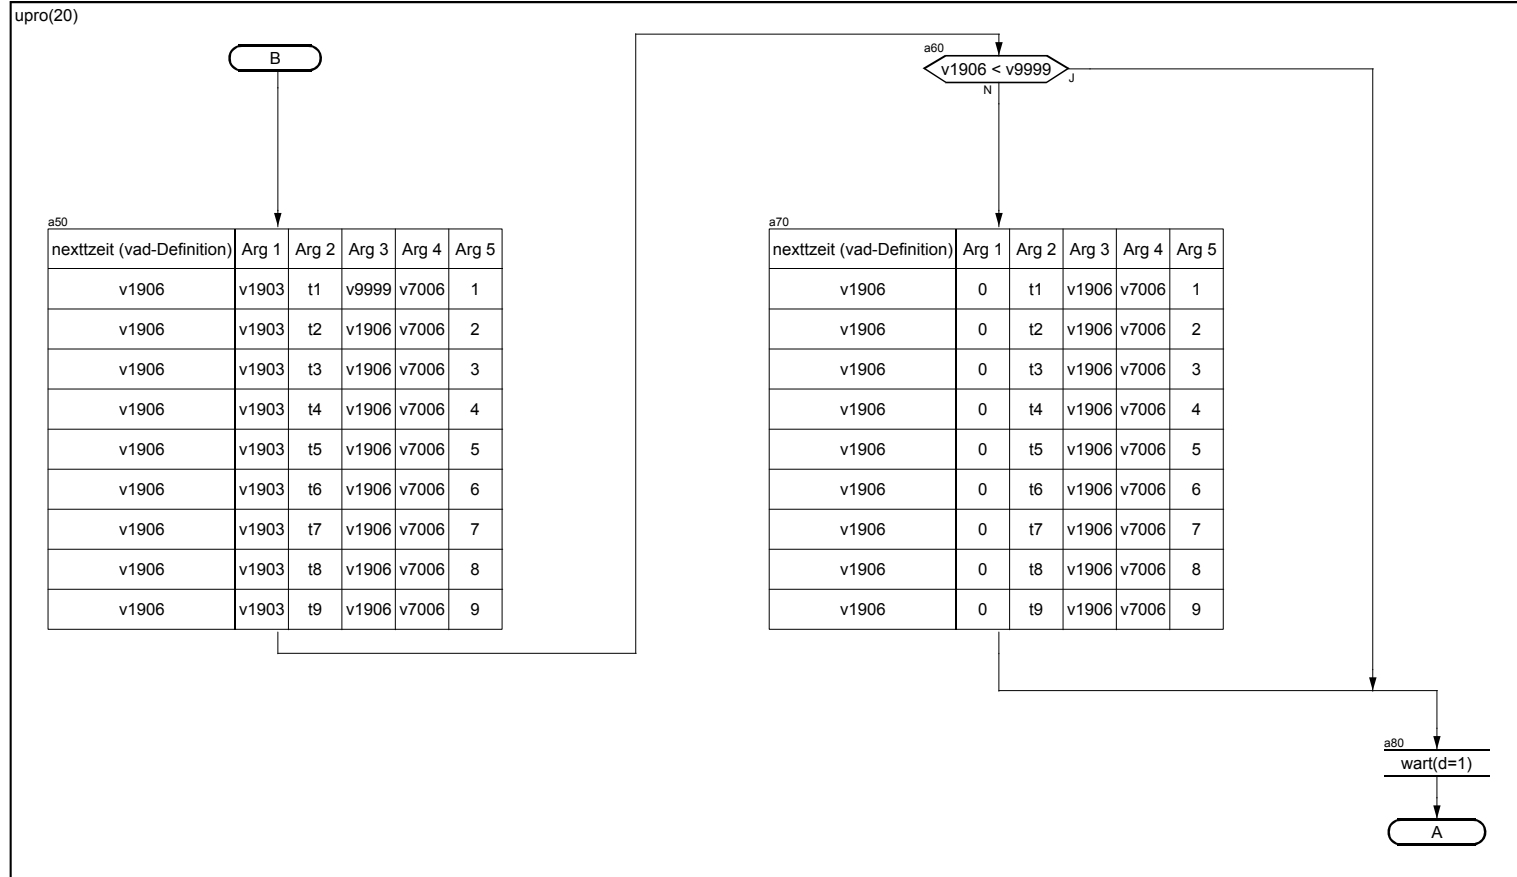 upro(20)
B
a50
nexttzeit (vad-Definition) Arg 1 Arg 2 Arg 3 Arg 4 Arg 5
v1906 v1903 t1 v9999 v7006 1
v1906 v1903 t2 v1906 v7006 2
v1906 v1903 t3 v1906 v7006 3
v1906 v1903 t4 v1906 v7006 4
v1906 v1903 t5 v1906 v7006 5
v1906 v1903 t6 v1906 v7006 6
v1906 v1903 t7 v1906 v7006 7
v1906 v1903 t8 v1906 v7006 8
v1906 v1903 t9 v1906 v7006 9
a60
v1906 < v9999
J
N
a70
nexttzeit (vad-Definition) Arg 1 Arg 2 Arg 3 Arg 4 Arg 5
v1906 0 t1 v1906 v7006 1
v1906 0 t2 v1906 v7006 2
v1906 0 t3 v1906 v7006 3
v1906 0 t4 v1906 v7006 4
v1906 0 t5 v1906 v7006 5
v1906 0 t6 v1906 v7006 6
v1906 0 t7 v1906 v7006 7
v1906 0 t8 v1906 v7006 8
v1906 0 t9 v1906 v7006 9
a80
wart(d=1)
A